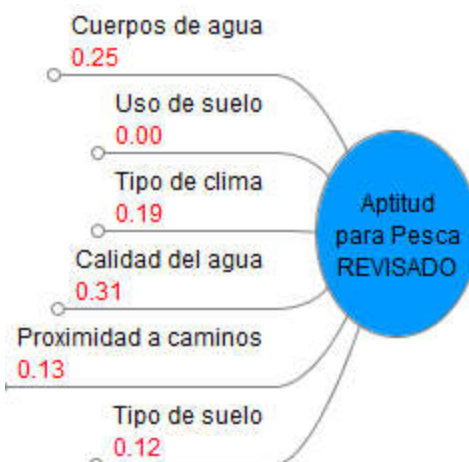 Cuerpos de agua
0.25
Uso de suelo
0.00
Tipo de clima
0.19
Calidad del agua
0.31
Proximidad a caminos
0.13
Tipo de suelo
0.12
Aptitud
para Pesca
REVISADO